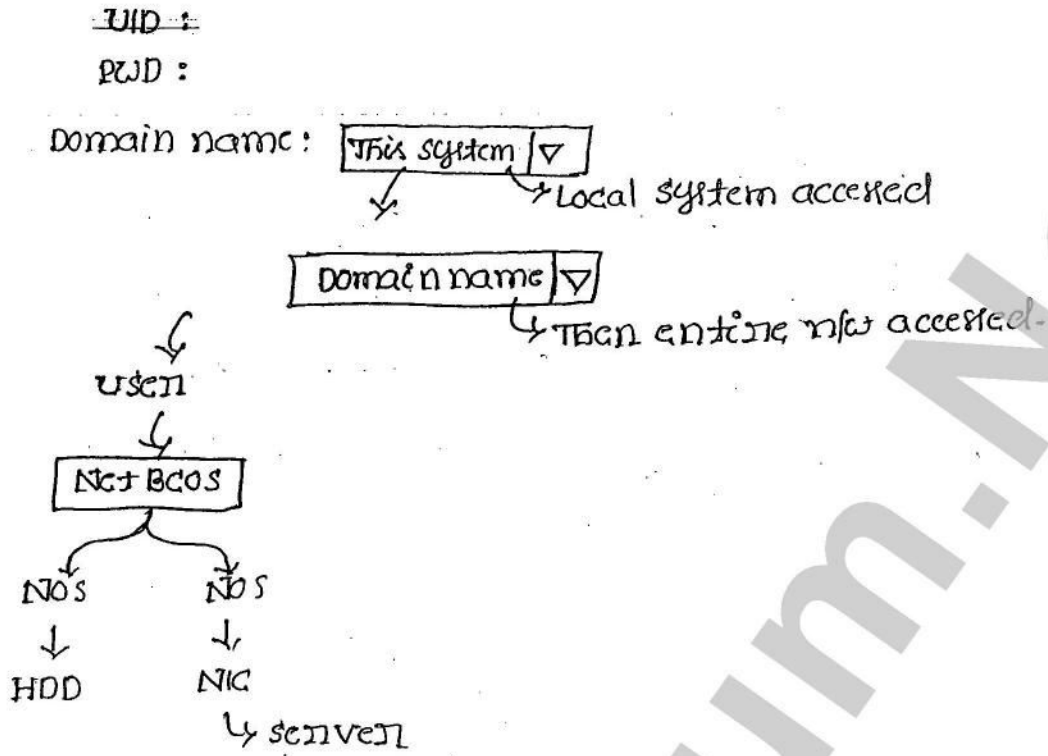 UID :
PWD :
Domain name: This system
Local system accessed
Domain name
Then entire n/w accessed.
user
Net BIOS
NOS NOS
HDD NIC
server
um.N